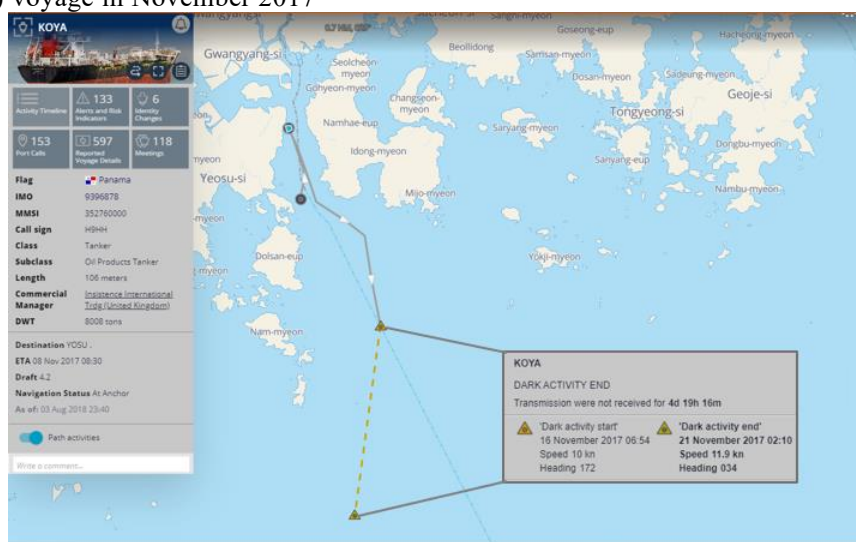 voyage in November 2017
KOYA
Activity Timeline
133
Alerts and Risk
Indicators
6
Identity
Changes
153
Port Calls
597
Reported
Voyage Details
118
Meetings
Flag Panama
IMO 9396878
MMSI 352760000
Call sign H9HH
Class Tanker
Subclass Oil Products Tanker
Length 106 meters
Commercial Manager Insistence International
Trdg (United Kingdom)
DWT 8008 tons
Destination YOSU .
ETA 08 Nov 2017 08:30
Draft 4.2
Navigation Status At Anchor
As of: 03 Aug 2018 23:40
Path activities
Write a comment...
Gwangyang-si
Seolcheon-
myeon
Gohyeon-myeon
Changseon-
myeon
Namhae-eup
Idong-myeon
Mijo-myeon
Yeosu-si
Dolsan-eup
Nam-myeon
Beollidong
Goseong-eup
Samsan-myeon
Hacheong-myeon
Dosan-myeon
Sadeung-myeon
Geoje-si
Tongyeong-si
Saryang-myeon
Sanyang-eup
Dongbu-myeon
Nambu-myeon
Yokji-myeon
KOYA
DARK ACTIVITY END
Transmission were not received for 4d 19h 16m
'Dark activity start'
16 November 2017 06:54
Speed 10 kn
Heading 172
'Dark activity end'
21 November 2017 02:10
Speed 11.9 kn
Heading 034